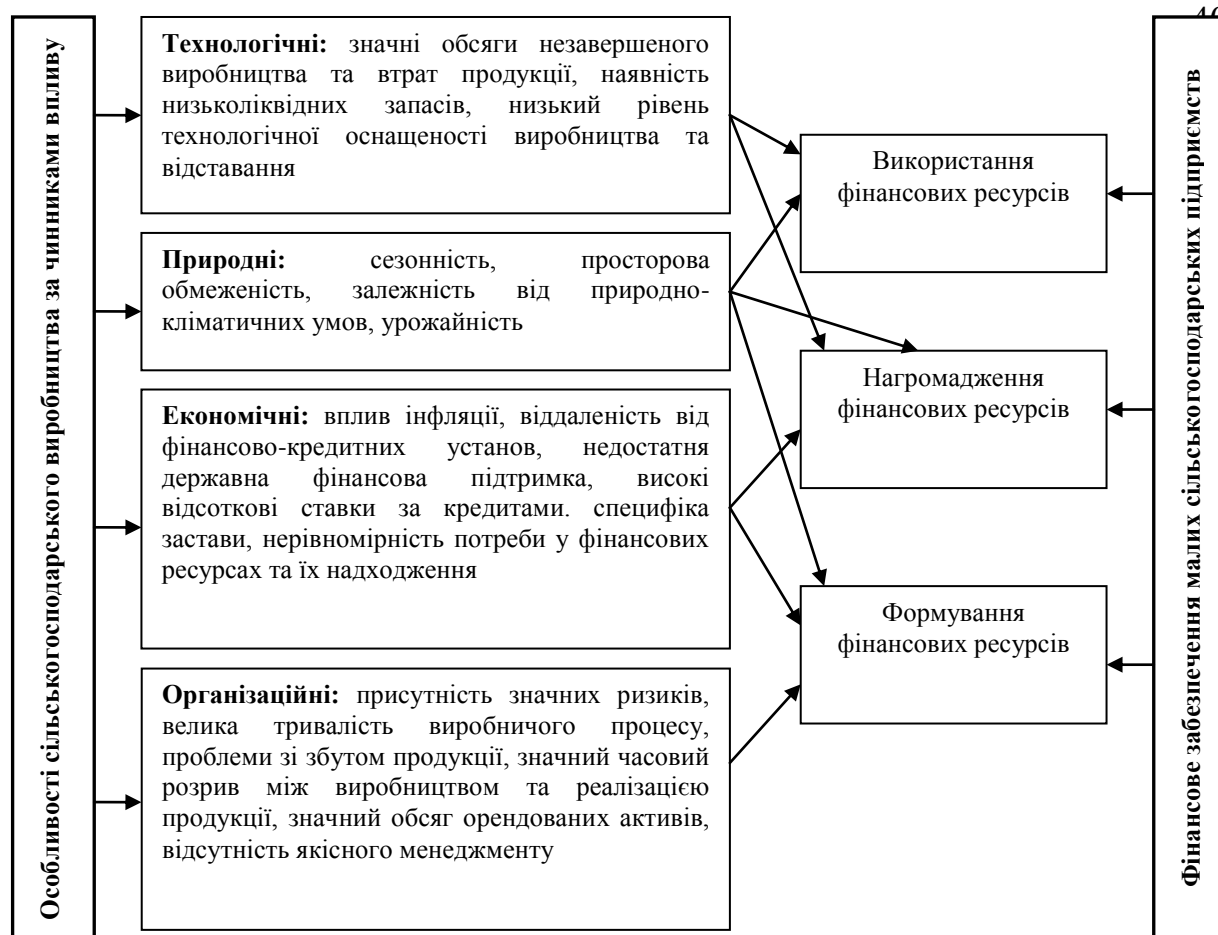 Особливості сільськогосподарського виробництва за чинниками впливу
Технологічні: значні обсяги незавершеного
виробництва та втрат продукції, наявність
низьколіквідних запасів, низький рівень
технологічної оснащеності виробництва та
відставання
Природні: сезонність, просторова
обмеженість, залежність від природно-
кліматичних умов, урожайність
Економічні: вплив інфляції, віддаленість від
фінансово-кредитних установ, недостатня
державна фінансова підтримка, високі
відсоткові ставки за кредитами. специфіка
застави, нерівномірність потреби у фінансових
ресурсах та їх надходження
Організаційні: присутність значних ризиків,
велика тривалість виробничого процесу,
проблеми зі збутом продукції, значний часовий
розрив між виробництвом та реалізацією
продукції, значний обсяг орендованих активів,
відсутність якісного менеджменту
Використання
фінансових ресурсів
Нагромадження
фінансових ресурсів
Формування
фінансових ресурсів
Фінансове забезпечення малих сільськогосподарських підприємств